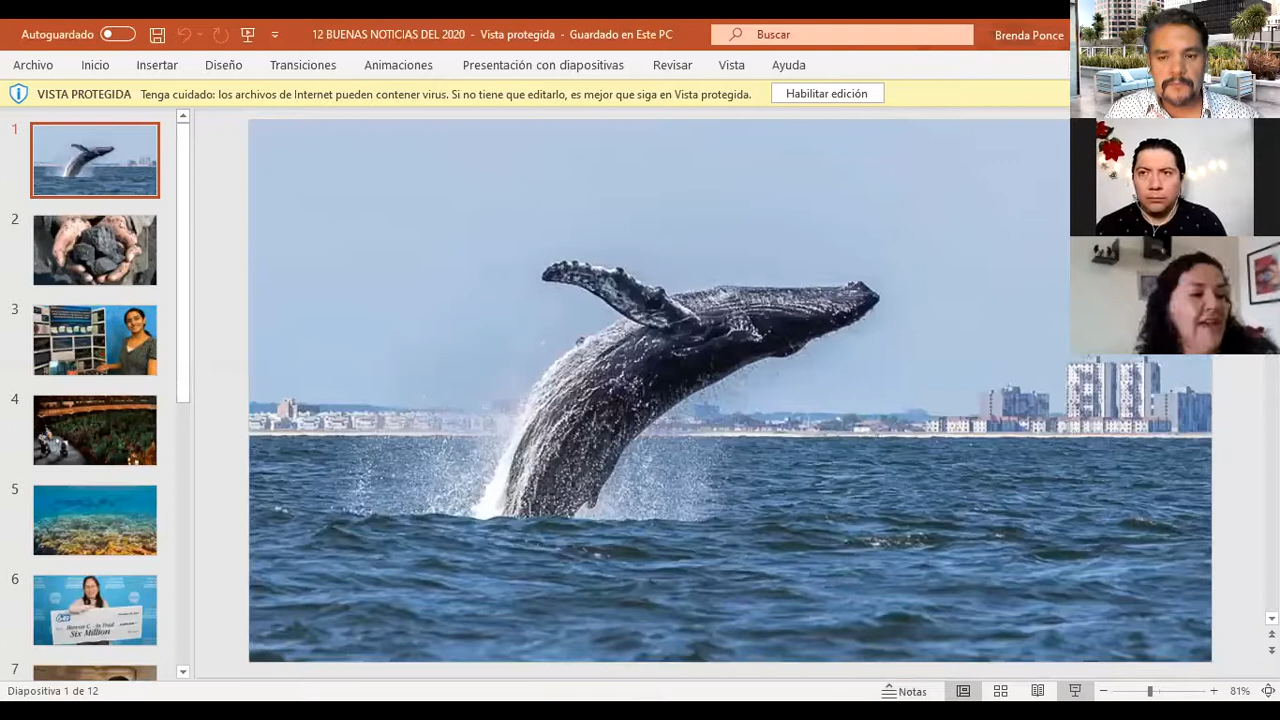 Autoguardado
12 BUENAS NOTICIAS DEL 2020 - Vista protegida - Guardado en Este PC
Buscar
Brenda Ponce
Archivo Inicio Insertar Diseño Transiciones Animaciones Presentación con diapositivas Revisar Vista Ayuda
VISTA PROTEGIDA Tenga cuidado: los archivos de Internet pueden contener virus. Si no tiene que editarlo, es mejor que siga en Vista protegida. Habilitar edición
1
2
3
4
5
6
Six Million
7
Diapositiva 1 de 12
Notas
81%